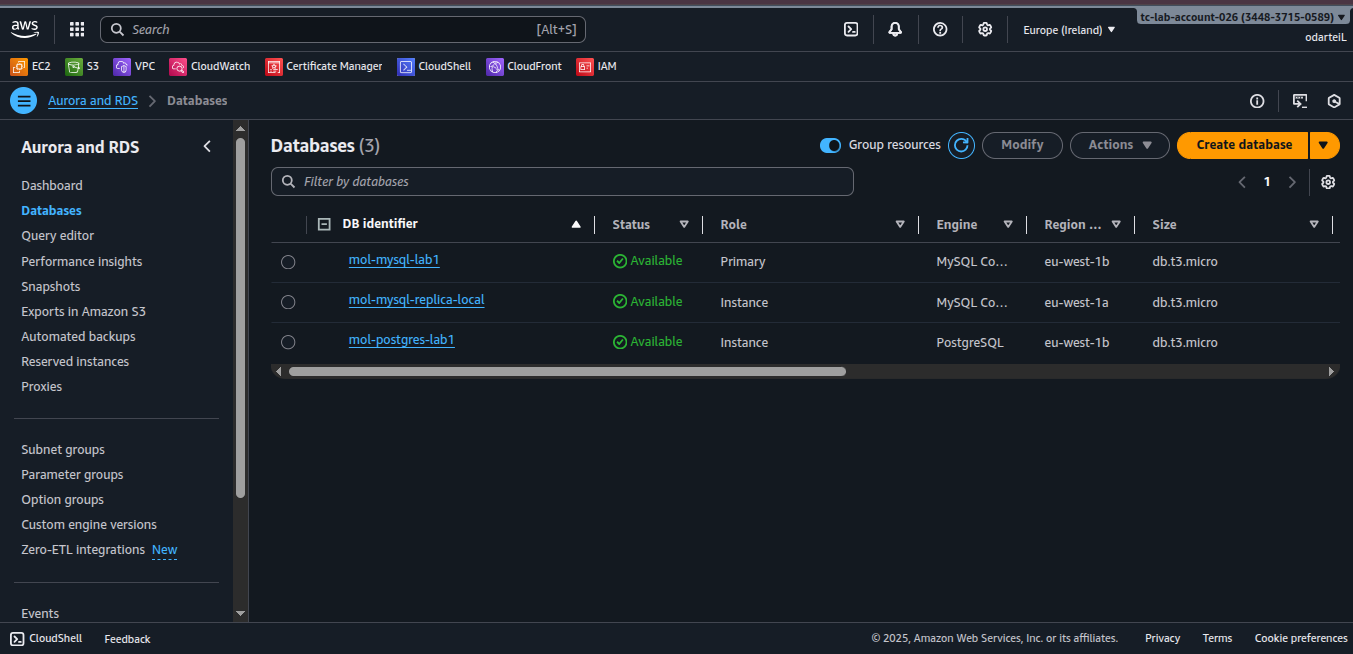 tc-lab-account-026 (3448-3715-0589)
aws
Search
[Alt+S]
Europe (Ireland)
odarteiL
EC2
S3
VPC
CloudWatch
Certificate Manager
CloudShell
CloudFront
IAM
Aurora and RDS
Databases
Aurora and RDS
Dashboard
Databases
Query editor
Performance insights
Snapshots
Exports in Amazon S3
Automated backups
Reserved instances
Proxies
Subnet groups
Parameter groups
Option groups
Custom engine versions
Zero-ETL integrations New
Events
Databases (3)
Group resources
Modify
Actions
Create database
Filter by databases
1
DB identifier Status Role Engine Region ... Size
mol-mysql-lab1 Available Primary MySQL Co... eu-west-1b db.t3.micro
mol-mysql-replica-local Available Instance MySQL Co... eu-west-1a db.t3.micro
mol-postgres-lab1 Available Instance PostgreSQL eu-west-1b db.t3.micro
CloudShell
Feedback
© 2025, Amazon Web Services, Inc. or its affiliates.
Privacy
Terms
Cookie preferences